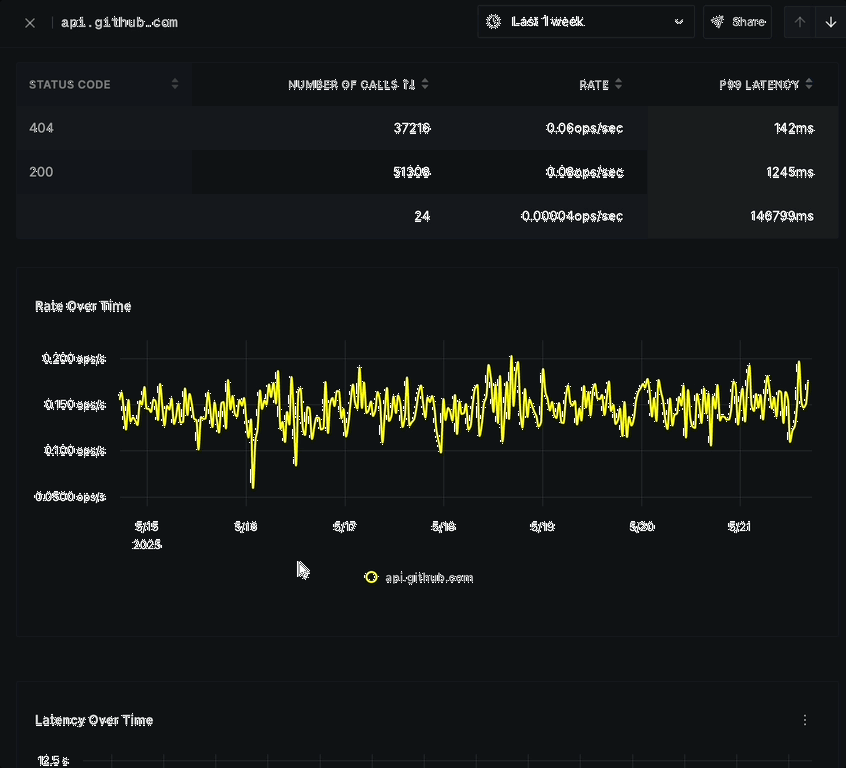 api.github.com
Last 1 week
Share
STATUS CODE NUMBER OF CALLS ↑↓ RATE P99 LATENCY
404 37216 0.06ops/sec 142ms
200 51308 0.08ops/sec 1245ms
24 0.00004ops/sec 146799ms
Rate Over Time
0.200 ops/s
0.150 ops/s
0.100 ops/s
0.0500 ops/s
5/15 5/16 5/17 5/18 5/19 5/20 5/21
2025
api.github.com
Latency Over Time
12.5 s